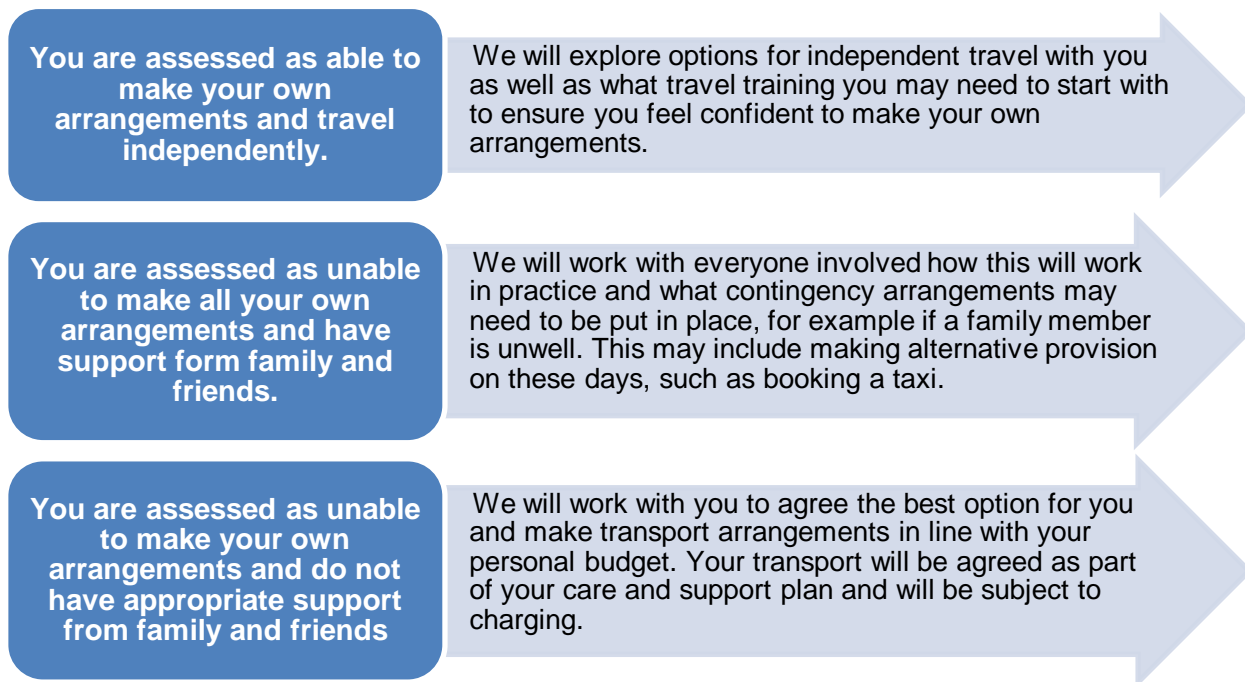 You are assessed as able to
make your own
arrangements and travel
independently.
We will explore options for independent travel with you
as well as what travel training you may need to start with
to ensure you feel confident to make your own
arrangements.
You are assessed as unable
to make all your own
arrangements and have
support form family and
friends.
We will work with everyone involved how this will work
in practice and what contingency arrangements may
need to be put in place, for example if a family member
is unwell. This may include making alternative provision
on these days, such as booking a taxi.
You are assessed as unable
to make your own
arrangements and do not
have appropriate support
from family and friends
We will work with you to agree the best option for you
and make transport arrangements in line with your
personal budget. Your transport will be agreed as part
of your care and support plan and will be subject to
charging.